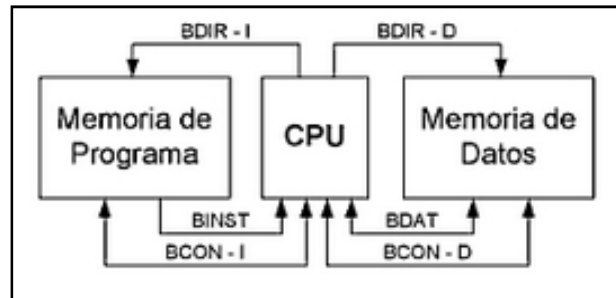 BDIR - I
BDIR - D
Memoria de
Programa
CPU
Memoria de
Datos
BINST
BDAT
BCON - I
BCON - D